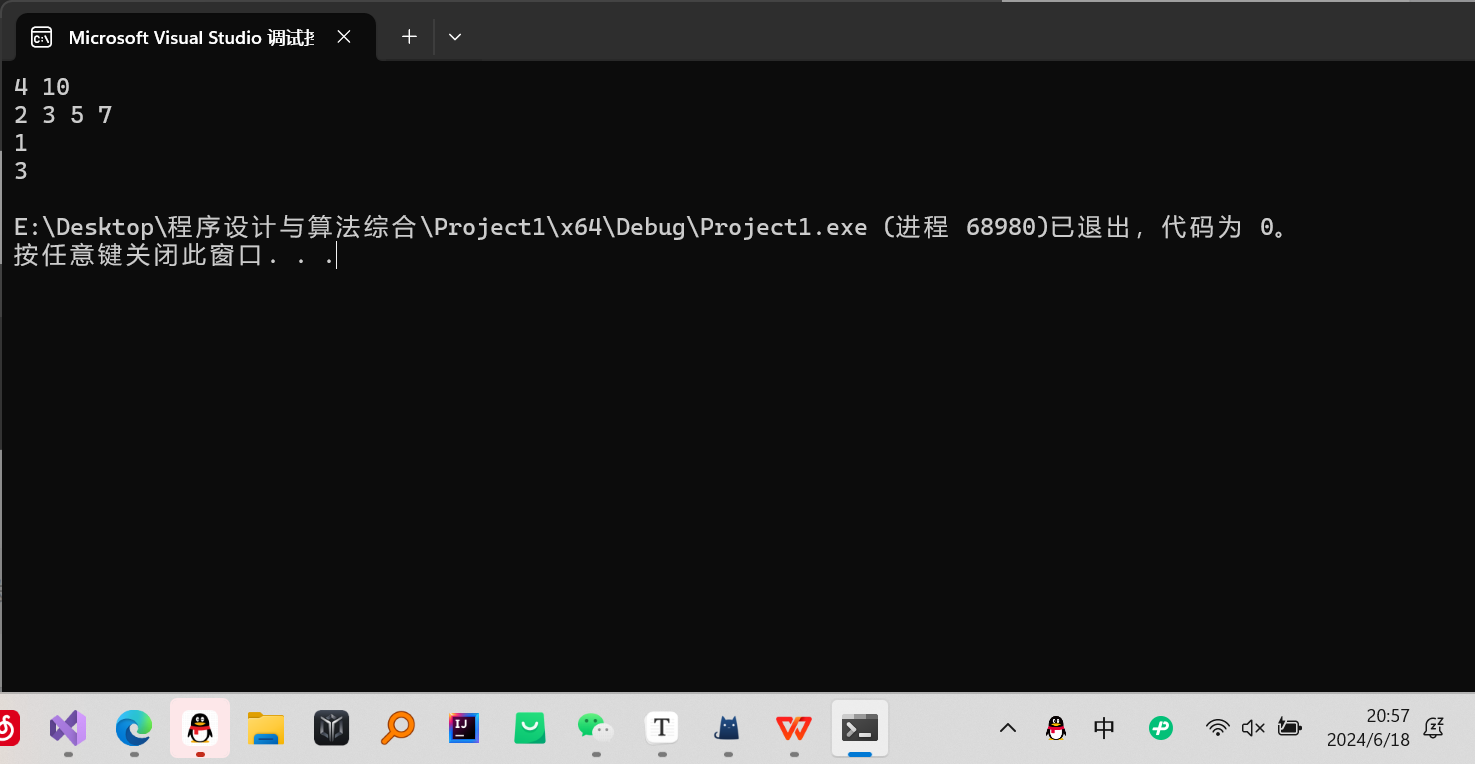 Microsoft Visual Studio 调试
4 10
2 3 5 7
1
3
E:\Desktop\程序设计与算法综合\Project1\x64\Debug\Project1.exe (进程 68980)已退出，代码为 0。
按任意键关闭此窗口. . .
IJ
T
中
20:57
2024/6/18